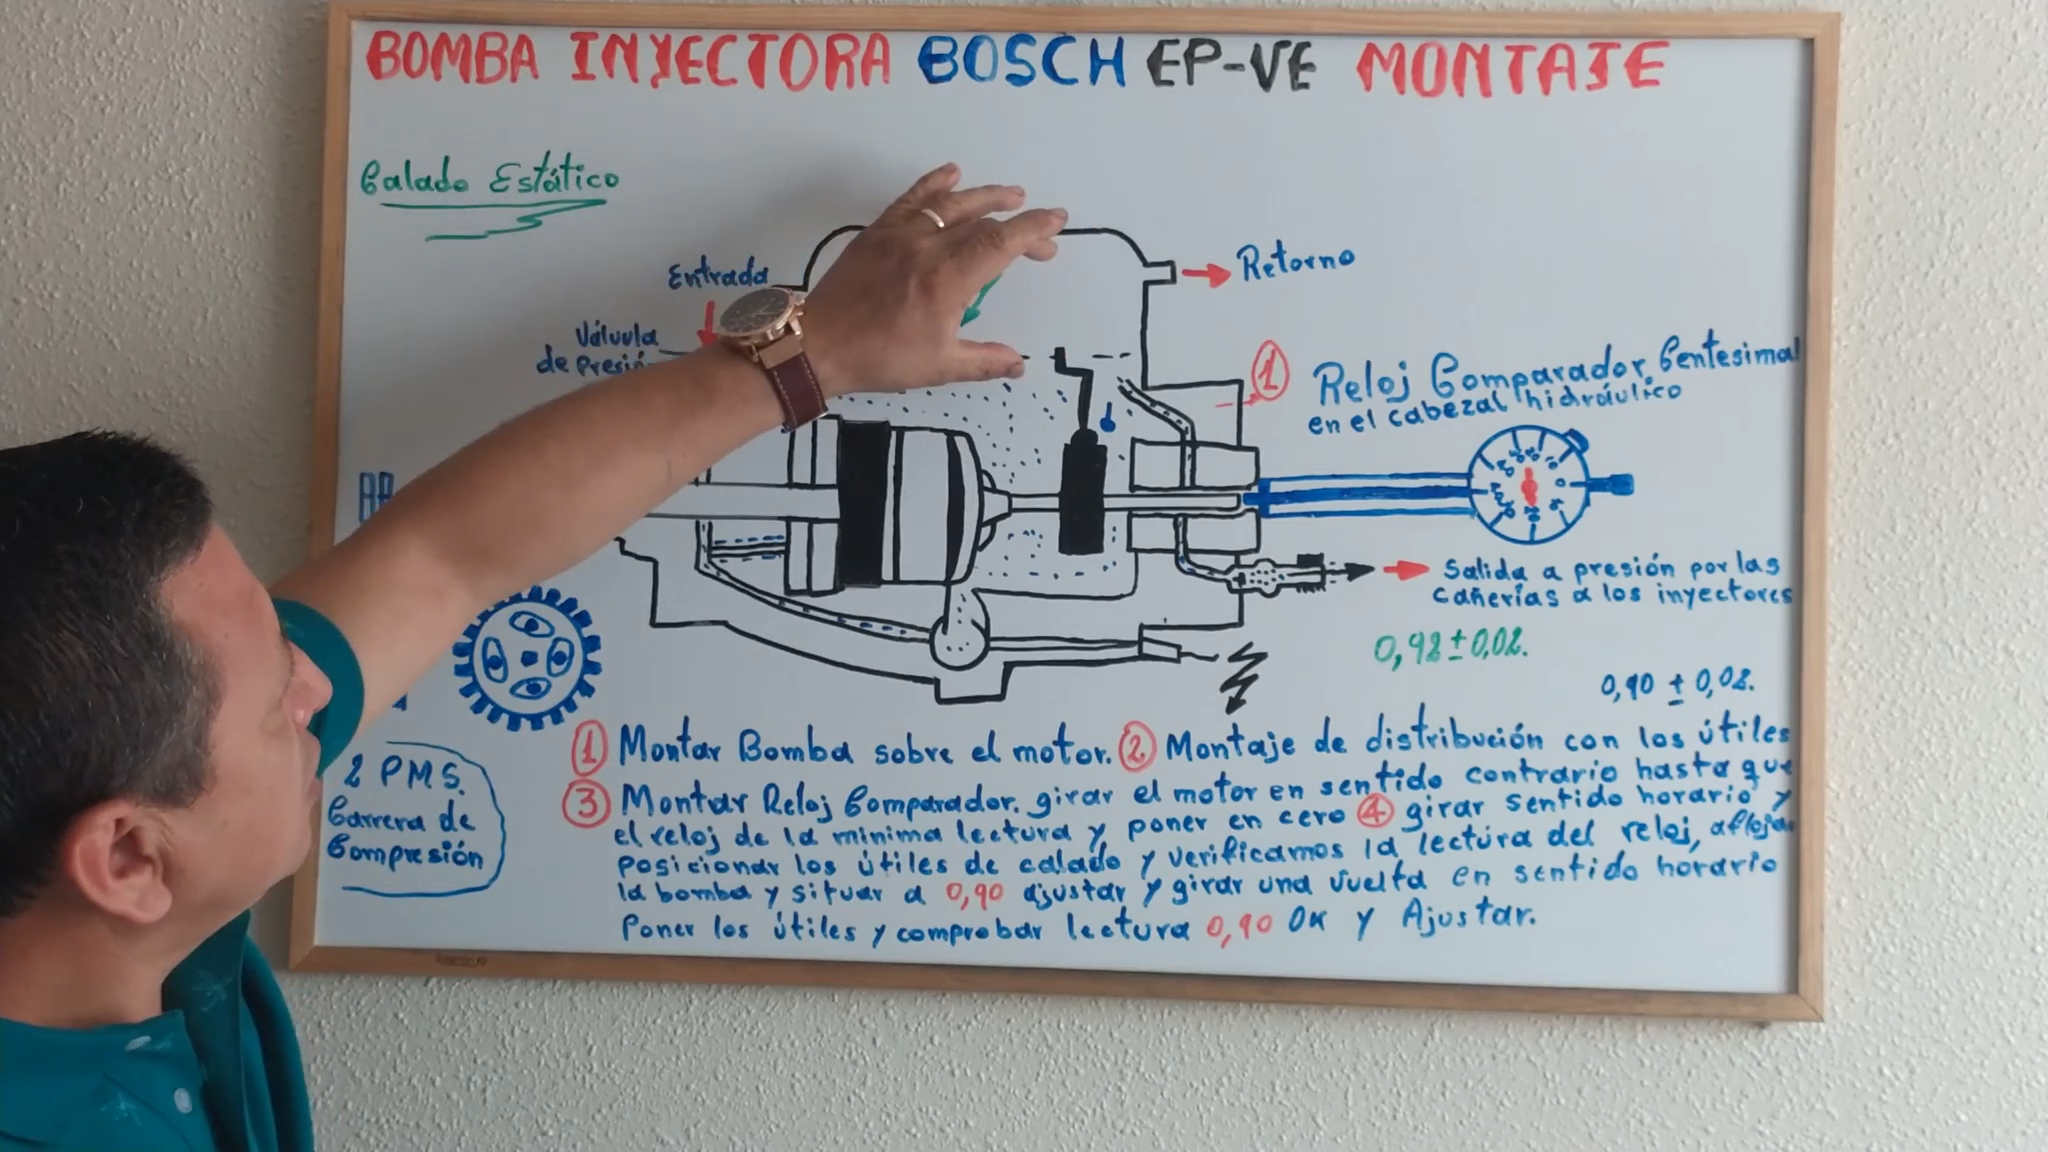 BOMBA INYECTORA BOSCH EP-VE MONTAJE
Calado Estático
Entrada
Retorno
Válvula
de Presión
1 Reloj Comparador Centesimal
en el cabezal hidráulico
Salida a presión por las
cañerías a los inyectores
0,92 ± 0,02.
0,90 ± 0,02.
2 PMS.
Carrera de
Compresión
1 Montar Bomba sobre el motor. 2 Montaje de distribución con los útiles
3 Montar Reloj Comparador. girar el motor en sentido contrario hasta que
el reloj de la mínima lectura y poner en cero 4 girar sentido horario y
posicionar los útiles de calado y verificamos la lectura del reloj, aflojar
la bomba y situar a 0,90 ajustar y girar una vuelta en sentido horario
Poner los útiles y comprobar lectura 0,90 OK y Ajustar.